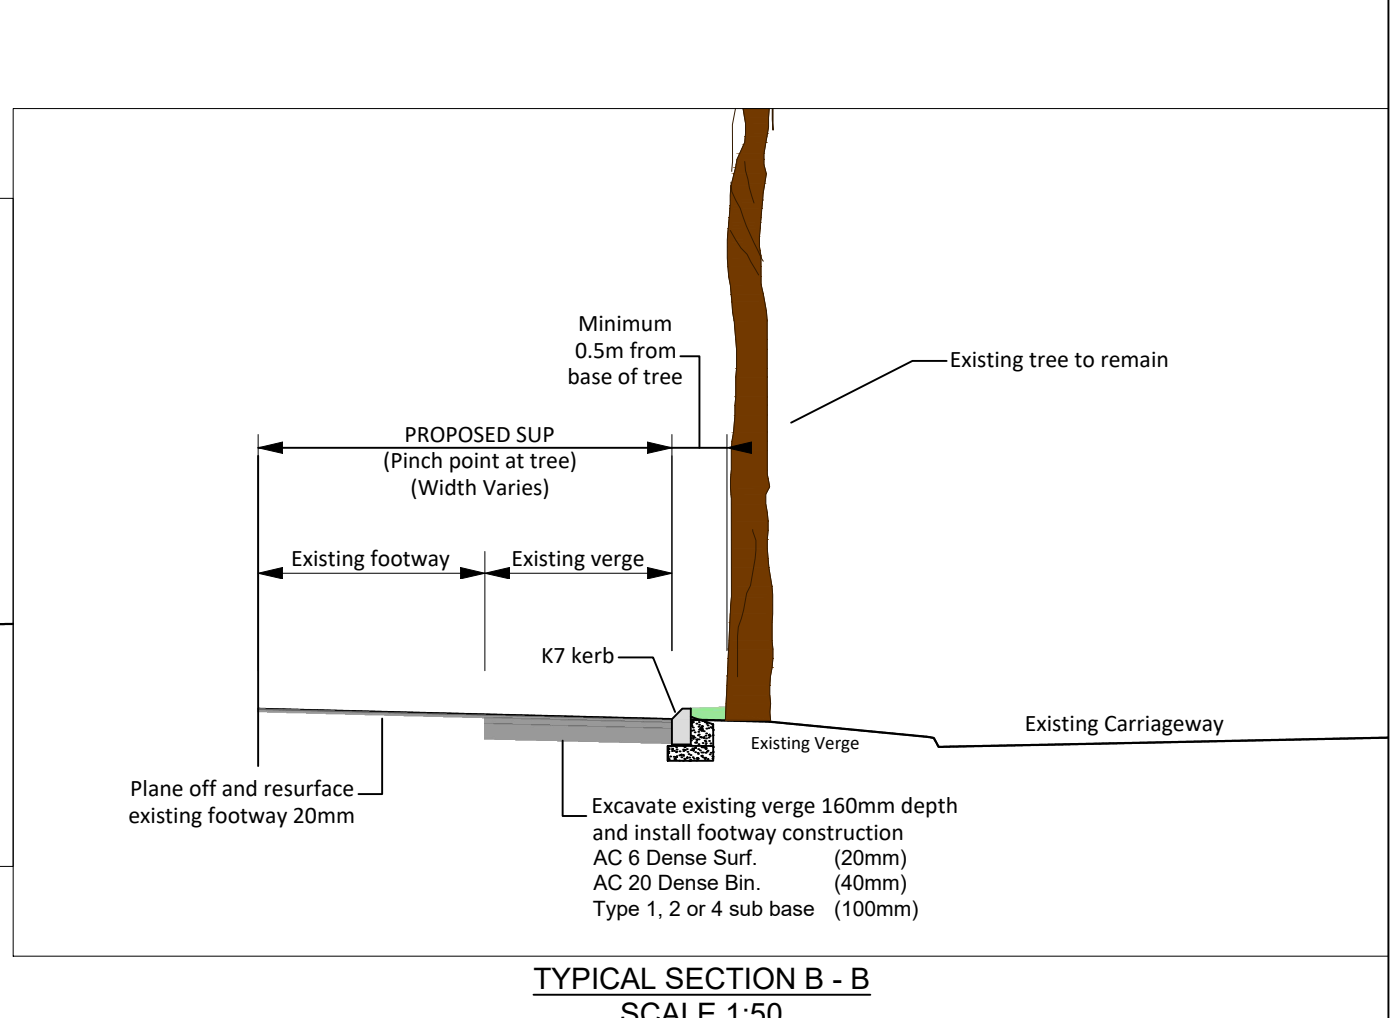 Minimum
0.5m from
base of tree
Existing tree to remain
PROPOSED SUP
(Pinch point at tree)
(Width Varies)
Existing footway
Existing verge
K7 kerb
Existing Carriageway
Existing Verge
Plane off and resurface
existing footway 20mm
Excavate existing verge 160mm depth
and install footway construction
AC 6 Dense Surf. (20mm)
AC 20 Dense Bin. (40mm)
Type 1, 2 or 4 sub base (100mm)
TYPICAL SECTION B - B
SCALE 1:50